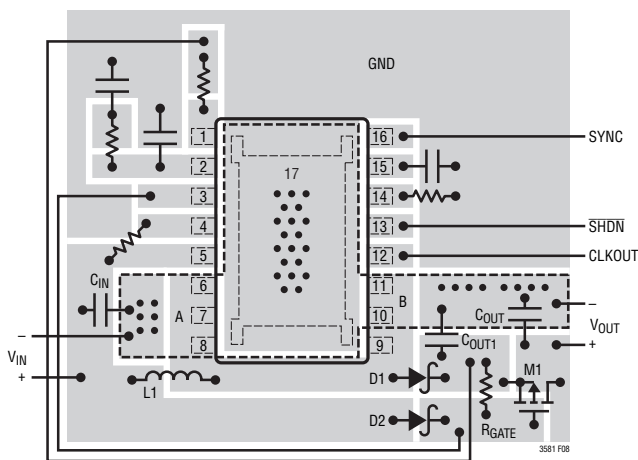 GND
1
16
SYNC
2
15
17
3
14
4
13
SHDN
5
12
CLKOUT
CIN
6
11
A
B
7
10
COUT
–
–
VIN
8
9
COUT1
VOUT
+
+
L1
D1
M1
D2
RGATE
3581 F08